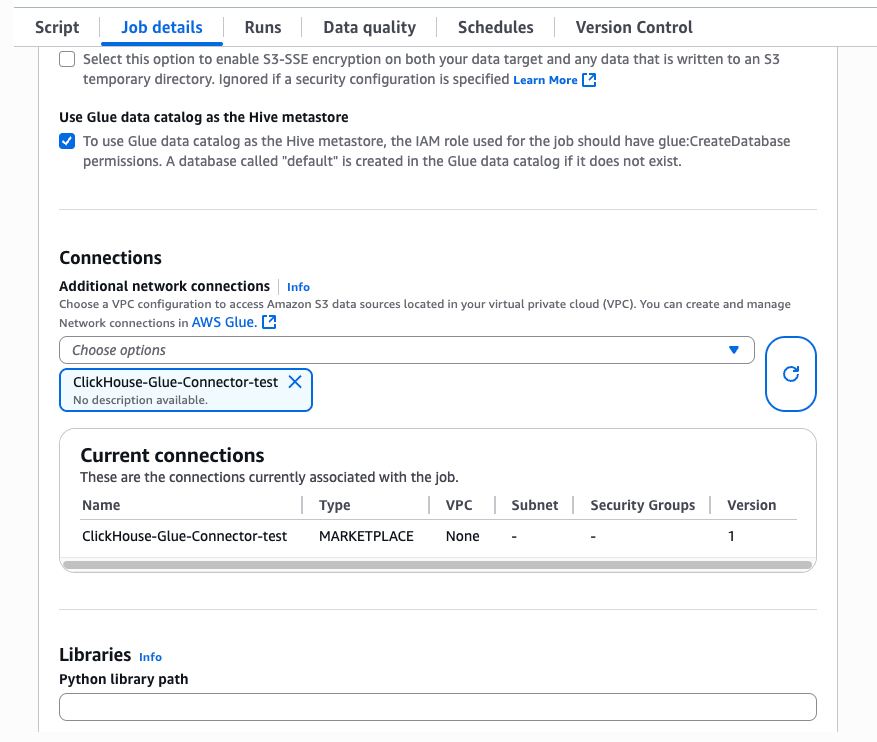 Script
Job details
Runs
Data quality
Schedules
Version Control
Select this option to enable S3-SSE encryption on both your data target and any data that is written to an S3
temporary directory. Ignored if a security configuration is specified Learn More
Use Glue data catalog as the Hive metastore
To use Glue data catalog as the Hive metastore, the IAM role used for the job should have glue:CreateDatabase
permissions. A database called "default" is created in the Glue data catalog if it does not exist.
Connections
Additional network connections Info
Choose a VPC configuration to access Amazon S3 data sources located in your virtual private cloud (VPC). You can create and manage
Network connections in AWS Glue.
Choose options
ClickHouse-Glue-Connector-test
No description available.
Current connections
These are the connections currently associated with the job.
Name Type VPC Subnet Security Groups Version
ClickHouse-Glue-Connector-test MARKETPLACE None - - 1
Libraries Info
Python library path